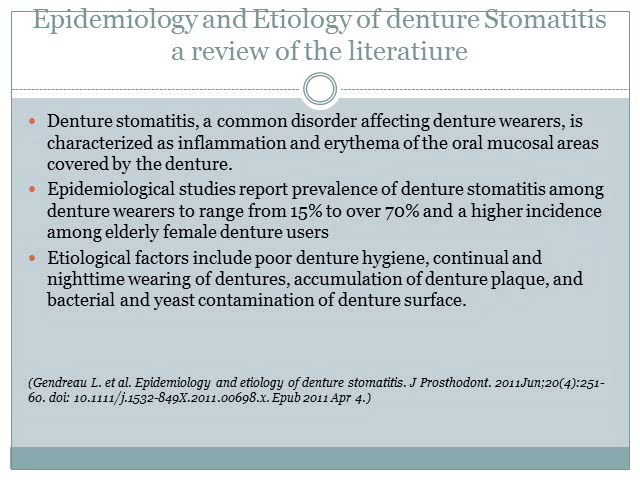 Epidemiology and Etiology of denture Stomatitis
a review of the literatiure
• Denture stomatitis, a common disorder affecting denture wearers, is
characterized as inflammation and erythema of the oral mucosal areas
covered by the denture.
• Epidemiological studies report prevalence of denture stomatitis among
denture wearers to range from 15% to over 70% and a higher incidence
among elderly female denture users
• Etiological factors include poor denture hygiene, continual and
nighttime wearing of dentures, accumulation of denture plaque, and
bacterial and yeast contamination of denture surface.
(Gendreau L. et al. Epidemiology and etiology of denture stomatitis. J Prosthodont. 2011Jun;20(4):251-
60. doi: 10.1111/j.1532-849X.2011.00698.x. Epub 2011 Apr 4.)